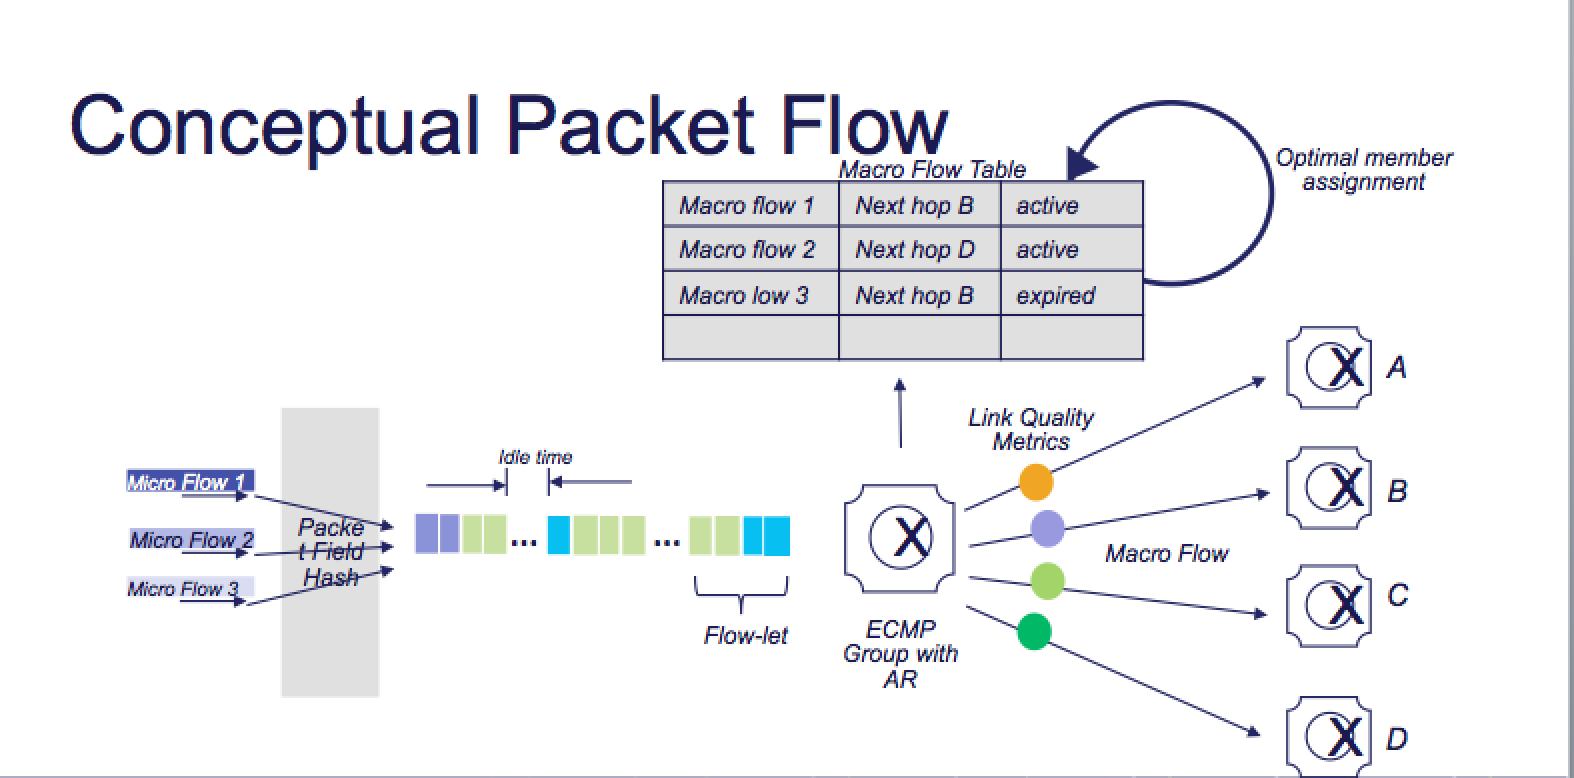 Conceptual Packet Flow
Macro Flow Table
Macro flow 1 Next hop B active
Macro flow 2 Next hop D active
Macro low 3 Next hop B expired
Optimal member
assignment
Micro Flow 1
Micro Flow 2
Micro Flow 3
Packe
t Field
Hash
Idle time
...
...
Flow-let
X
ECMP
Group with
AR
Link Quality
Metrics
Macro Flow
X A
X B
X C
X D